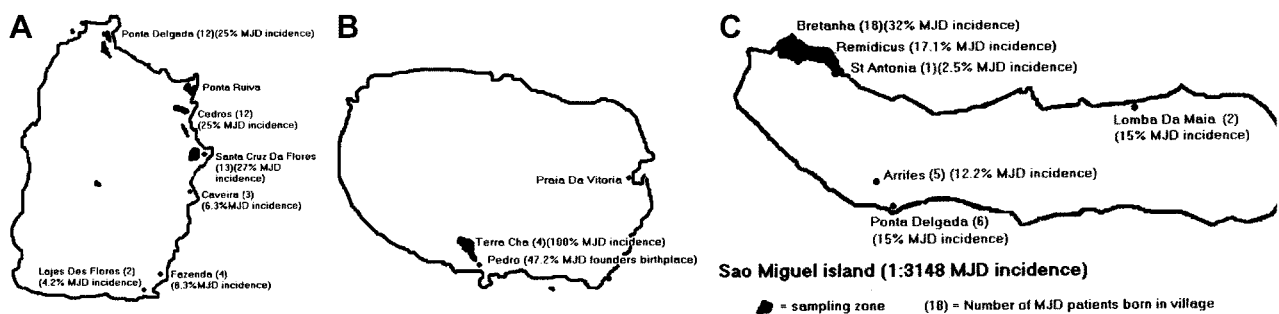 A
Ponta Delgada (12)(25% MJD incidence)
Ponta Ruiva
Cedros (12)
(25% MJD incidence)
Santa Cruz Da Flores
(13)(27% MJD
incidence)
Caveira (3)
(6.3%MJD incidence)
Lajes Des Flores (2)
(4.2% MJD incidence)
Fazenda (4)
(8.3%MJD incidence)
B
Praia Da Vitoria
Terra Cha (4)(100% MJD incidence)
Pedro (47.2% MJD founders birthplace)
C
Bretanha (18)(32% MJD incidence)
Remidicus (17.1% MJD incidence)
St Antonia (1)(2.5% MJD incidence)
Lomba Da Maia (2)
(15% MJD incidence)
Arrifes (5) (12.2% MJD incidence)
Ponta Delgada (6)
(15% MJD incidence)
Sao Miguel island (1:3148 MJD incidence)
= sampling zone
(18) = Number of MJD patients born in village